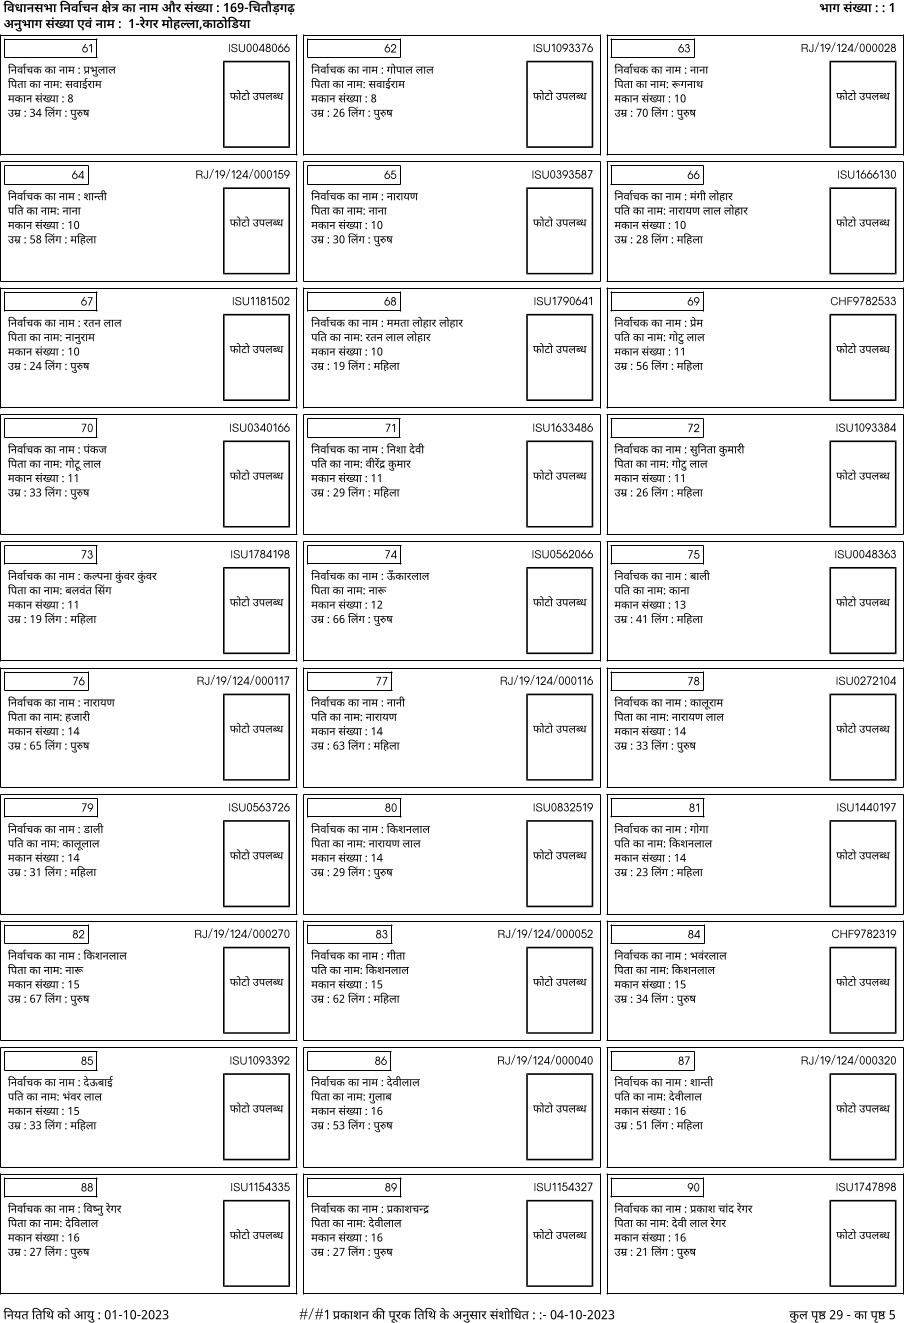 विधानसभा निर्वाचन क्षेत्र का नाम और संख्या : 169-चितौड़गढ़ भाग संख्या : : 1
अनुभाग संख्या एवं नाम : 1-रेगर मोहल्ला,काठोडिया
61 ISU0048066
निर्वाचक का नाम : प्रभुलाल
पिता का नाम: सवाईराम
मकान संख्या : 8
उम्र : 34 लिंग : पुरुष
फोटो उपलब्ध
62 ISU1093376
निर्वाचक का नाम : गोपाल लाल
पिता का नाम: सवाईराम
मकान संख्या : 8
उम्र : 26 लिंग : पुरुष
फोटो उपलब्ध
63 RJ/19/124/000028
निर्वाचक का नाम : नाना
पिता का नाम: रूगनाथ
मकान संख्या : 10
उम्र : 70 लिंग : पुरुष
फोटो उपलब्ध
64 RJ/19/124/000159
निर्वाचक का नाम : शान्ती
पति का नाम: नाना
मकान संख्या : 10
उम्र : 58 लिंग : महिला
फोटो उपलब्ध
65 ISU0393587
निर्वाचक का नाम : नारायण
पिता का नाम: नाना
मकान संख्या : 10
उम्र : 30 लिंग : पुरुष
फोटो उपलब्ध
66 ISU1666130
निर्वाचक का नाम : मंगी लोहार
पति का नाम: नारायण लाल लोहार
मकान संख्या : 10
उम्र : 28 लिंग : महिला
फोटो उपलब्ध
67 ISU1181502
निर्वाचक का नाम : रतन लाल
पिता का नाम: नानुराम
मकान संख्या : 10
उम्र : 24 लिंग : पुरुष
फोटो उपलब्ध
68 ISU1790641
निर्वाचक का नाम : ममता लोहार लोहार
पति का नाम: रतन लाल लोहार
मकान संख्या : 10
उम्र : 19 लिंग : महिला
फोटो उपलब्ध
69 CHF9782533
निर्वाचक का नाम : प्रेम
पति का नाम: गोटु लाल
मकान संख्या : 11
उम्र : 56 लिंग : महिला
फोटो उपलब्ध
70 ISU0340166
निर्वाचक का नाम : पंकज
पिता का नाम: गोटू लाल
मकान संख्या : 11
उम्र : 33 लिंग : पुरुष
फोटो उपलब्ध
71 ISU1633486
निर्वाचक का नाम : निशा देवी
पति का नाम: वीरेंद्र कुमार
मकान संख्या : 11
उम्र : 29 लिंग : महिला
फोटो उपलब्ध
72 ISU1093384
निर्वाचक का नाम : सुनिता कुमारी
पिता का नाम: गोटु लाल
मकान संख्या : 11
उम्र : 26 लिंग : महिला
फोटो उपलब्ध
73 ISU1784198
निर्वाचक का नाम : कल्पना कुंवर कुंवर
पिता का नाम: बलवंत सिंग
मकान संख्या : 11
उम्र : 19 लिंग : महिला
फोटो उपलब्ध
74 ISU0562066
निर्वाचक का नाम : ऊँकारलाल
पिता का नाम: नारू
मकान संख्या : 12
उम्र : 66 लिंग : पुरुष
फोटो उपलब्ध
75 ISU0048363
निर्वाचक का नाम : बाली
पति का नाम: काना
मकान संख्या : 13
उम्र : 41 लिंग : महिला
फोटो उपलब्ध
76 RJ/19/124/000117
निर्वाचक का नाम : नारायण
पिता का नाम: हजारी
मकान संख्या : 14
उम्र : 65 लिंग : पुरुष
फोटो उपलब्ध
77 RJ/19/124/000116
निर्वाचक का नाम : नानी
पति का नाम: नारायण
मकान संख्या : 14
उम्र : 63 लिंग : महिला
फोटो उपलब्ध
78 ISU0272104
निर्वाचक का नाम : कालूराम
पिता का नाम: नारायण लाल
मकान संख्या : 14
उम्र : 33 लिंग : पुरुष
फोटो उपलब्ध
79 ISU0563726
निर्वाचक का नाम : डाली
पति का नाम: कालूलाल
मकान संख्या : 14
उम्र : 31 लिंग : महिला
फोटो उपलब्ध
80 ISU0832519
निर्वाचक का नाम : किशनलाल
पिता का नाम: नारायण लाल
मकान संख्या : 14
उम्र : 29 लिंग : पुरुष
फोटो उपलब्ध
81 ISU1440197
निर्वाचक का नाम : गोगा
पति का नाम: किशनलाल
मकान संख्या : 14
उम्र : 23 लिंग : महिला
फोटो उपलब्ध
82 RJ/19/124/000270
निर्वाचक का नाम : किशनलाल
पिता का नाम: नारू
मकान संख्या : 15
उम्र : 67 लिंग : पुरुष
फोटो उपलब्ध
83 RJ/19/124/000052
निर्वाचक का नाम : गीता
पति का नाम: किशनलाल
मकान संख्या : 15
उम्र : 62 लिंग : महिला
फोटो उपलब्ध
84 CHF9782319
निर्वाचक का नाम : भवंरलाल
पिता का नाम: किशनलाल
मकान संख्या : 15
उम्र : 34 लिंग : पुरुष
फोटो उपलब्ध
85 ISU1093392
निर्वाचक का नाम : देऊबाई
पति का नाम: भंवर लाल
मकान संख्या : 15
उम्र : 33 लिंग : महिला
फोटो उपलब्ध
86 RJ/19/124/000040
निर्वाचक का नाम : देवीलाल
पिता का नाम: गुलाब
मकान संख्या : 16
उम्र : 53 लिंग : पुरुष
फोटो उपलब्ध
87 RJ/19/124/000320
निर्वाचक का नाम : शान्ती
पति का नाम: देवीलाल
मकान संख्या : 16
उम्र : 51 लिंग : महिला
फोटो उपलब्ध
88 ISU1154335
निर्वाचक का नाम : विष्नु रेगर
पिता का नाम: देविलाल
मकान संख्या : 16
उम्र : 27 लिंग : पुरुष
फोटो उपलब्ध
89 ISU1154327
निर्वाचक का नाम : प्रकाशचन्द्र
पिता का नाम: देवीलाल
मकान संख्या : 16
उम्र : 27 लिंग : पुरुष
फोटो उपलब्ध
90 ISU1747898
निर्वाचक का नाम : प्रकाश चांद रेगर
पिता का नाम: देवी लाल रेगर
मकान संख्या : 16
उम्र : 21 लिंग : पुरुष
फोटो उपलब्ध
नियत तिथि को आयु : 01-10-2023 #/#1 प्रकाशन की पूरक तिथि के अनुसार संशोधित : :- 04-10-2023 कुल पृष्ठ 29 - का पृष्ठ 5